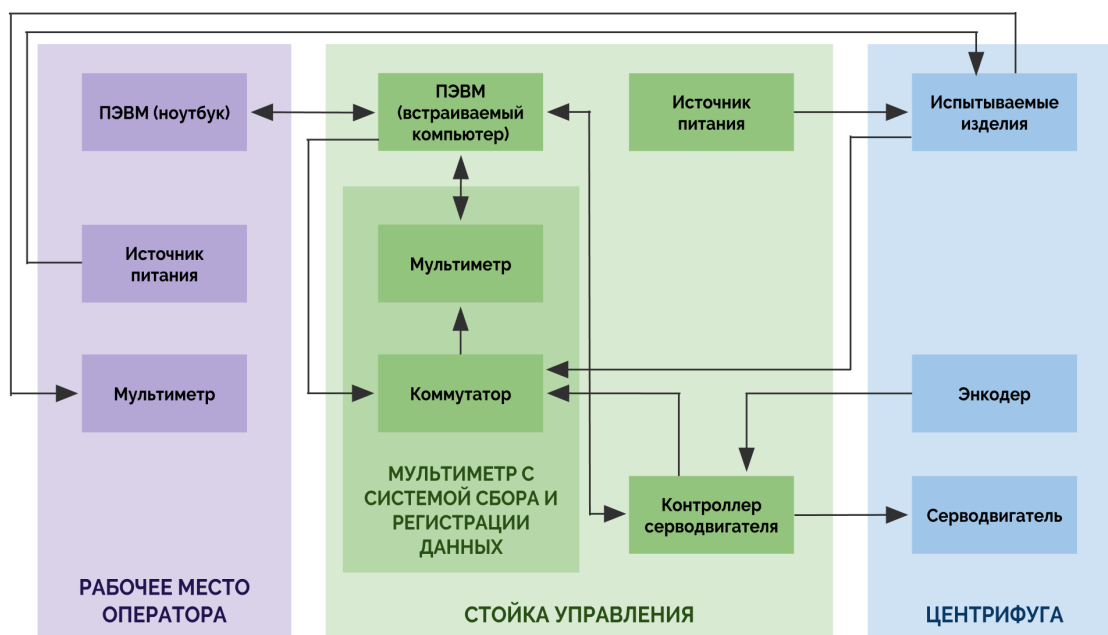 ПЭВМ (ноутбук)
Источник
питания
Мультиметр
РАБОЧЕЕ МЕСТО
ОПЕРАТОРА
ПЭВМ
(встраиваемый
компьютер)
Мультиметр
Коммутатор
МУЛЬТИМЕТР С
СИСТЕМОЙ СБОРА И
РЕГИСТРАЦИИ
ДАННЫХ
Источник
питания
Контроллер
серводвигателя
СТОЙКА УПРАВЛЕНИЯ
Испытываемые
изделия
Энкодер
Серводвигатель
ЦЕНТРИФУГА